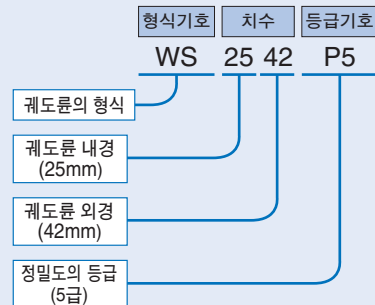 형식기호 치수 등급기호
WS 25 42 P5
궤도륜의 형식
궤도륜 내경
(25mm)
궤도륜 외경
(42mm)
정밀도의 등급
(5급)